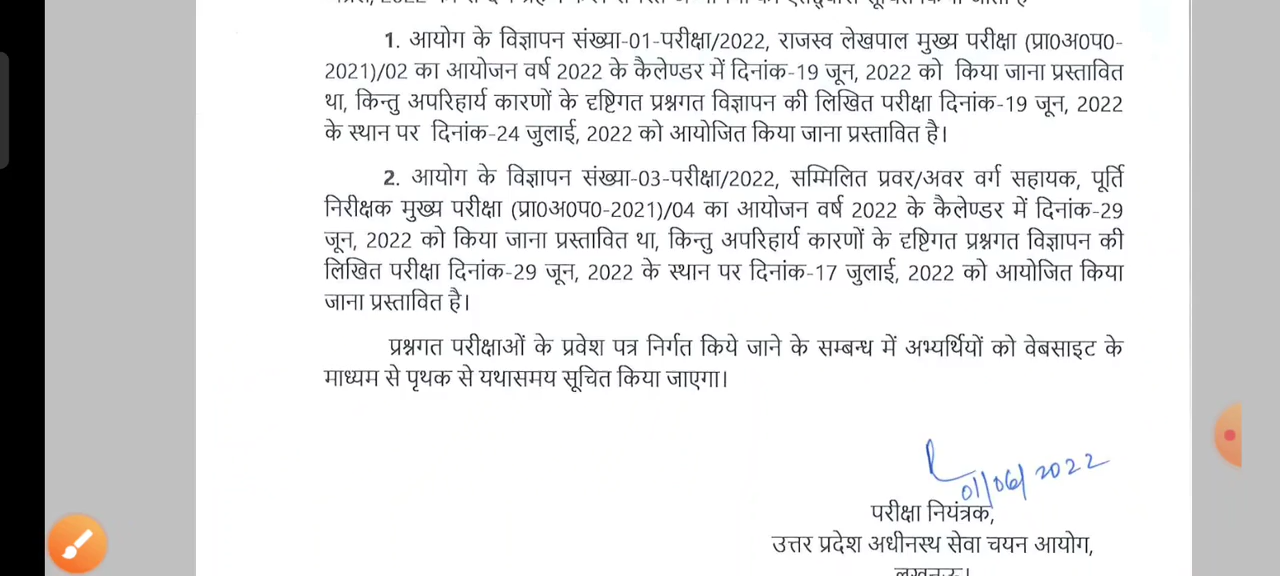 1. आयोग के विज्ञापन संख्या-01-परीक्षा/2022, राजस्व लेखपाल मुख्य परीक्षा (प्रा0अ0प0-
2021)/02 का आयोजन वर्ष 2022 के कैलेण्डर में दिनांक-19 जून, 2022 को किया जाना प्रस्तावित
था, किन्तु अपरिहार्य कारणों के दृष्टिगत प्रश्नगत विज्ञापन की लिखित परीक्षा दिनांक-19 जून, 2022
के स्थान पर दिनांक-24 जुलाई, 2022 को आयोजित किया जाना प्रस्तावित है।
2. आयोग के विज्ञापन संख्या-03-परीक्षा/2022, सम्मिलित प्रवर/अवर वर्ग सहायक, पूर्ति
निरीक्षक मुख्य परीक्षा (प्रा0अ0प0-2021)/04 का आयोजन वर्ष 2022 के कैलेण्डर में दिनांक-29
जून, 2022 को किया जाना प्रस्तावित था, किन्तु अपरिहार्य कारणों के दृष्टिगत प्रश्नगत विज्ञापन की
लिखित परीक्षा दिनांक-29 जून, 2022 के स्थान पर दिनांक-17 जुलाई, 2022 को आयोजित किया
जाना प्रस्तावित है।
प्रश्नगत परीक्षाओं के प्रवेश पत्र निर्गत किये जाने के सम्बन्ध में अभ्यर्थियों को वेबसाइट के
माध्यम से पृथक से यथासमय सूचित किया जाएगा।
01/06/2022
परीक्षा नियंत्रक,
उत्तर प्रदेश अधीनस्थ सेवा चयन आयोग,
लखनऊ।